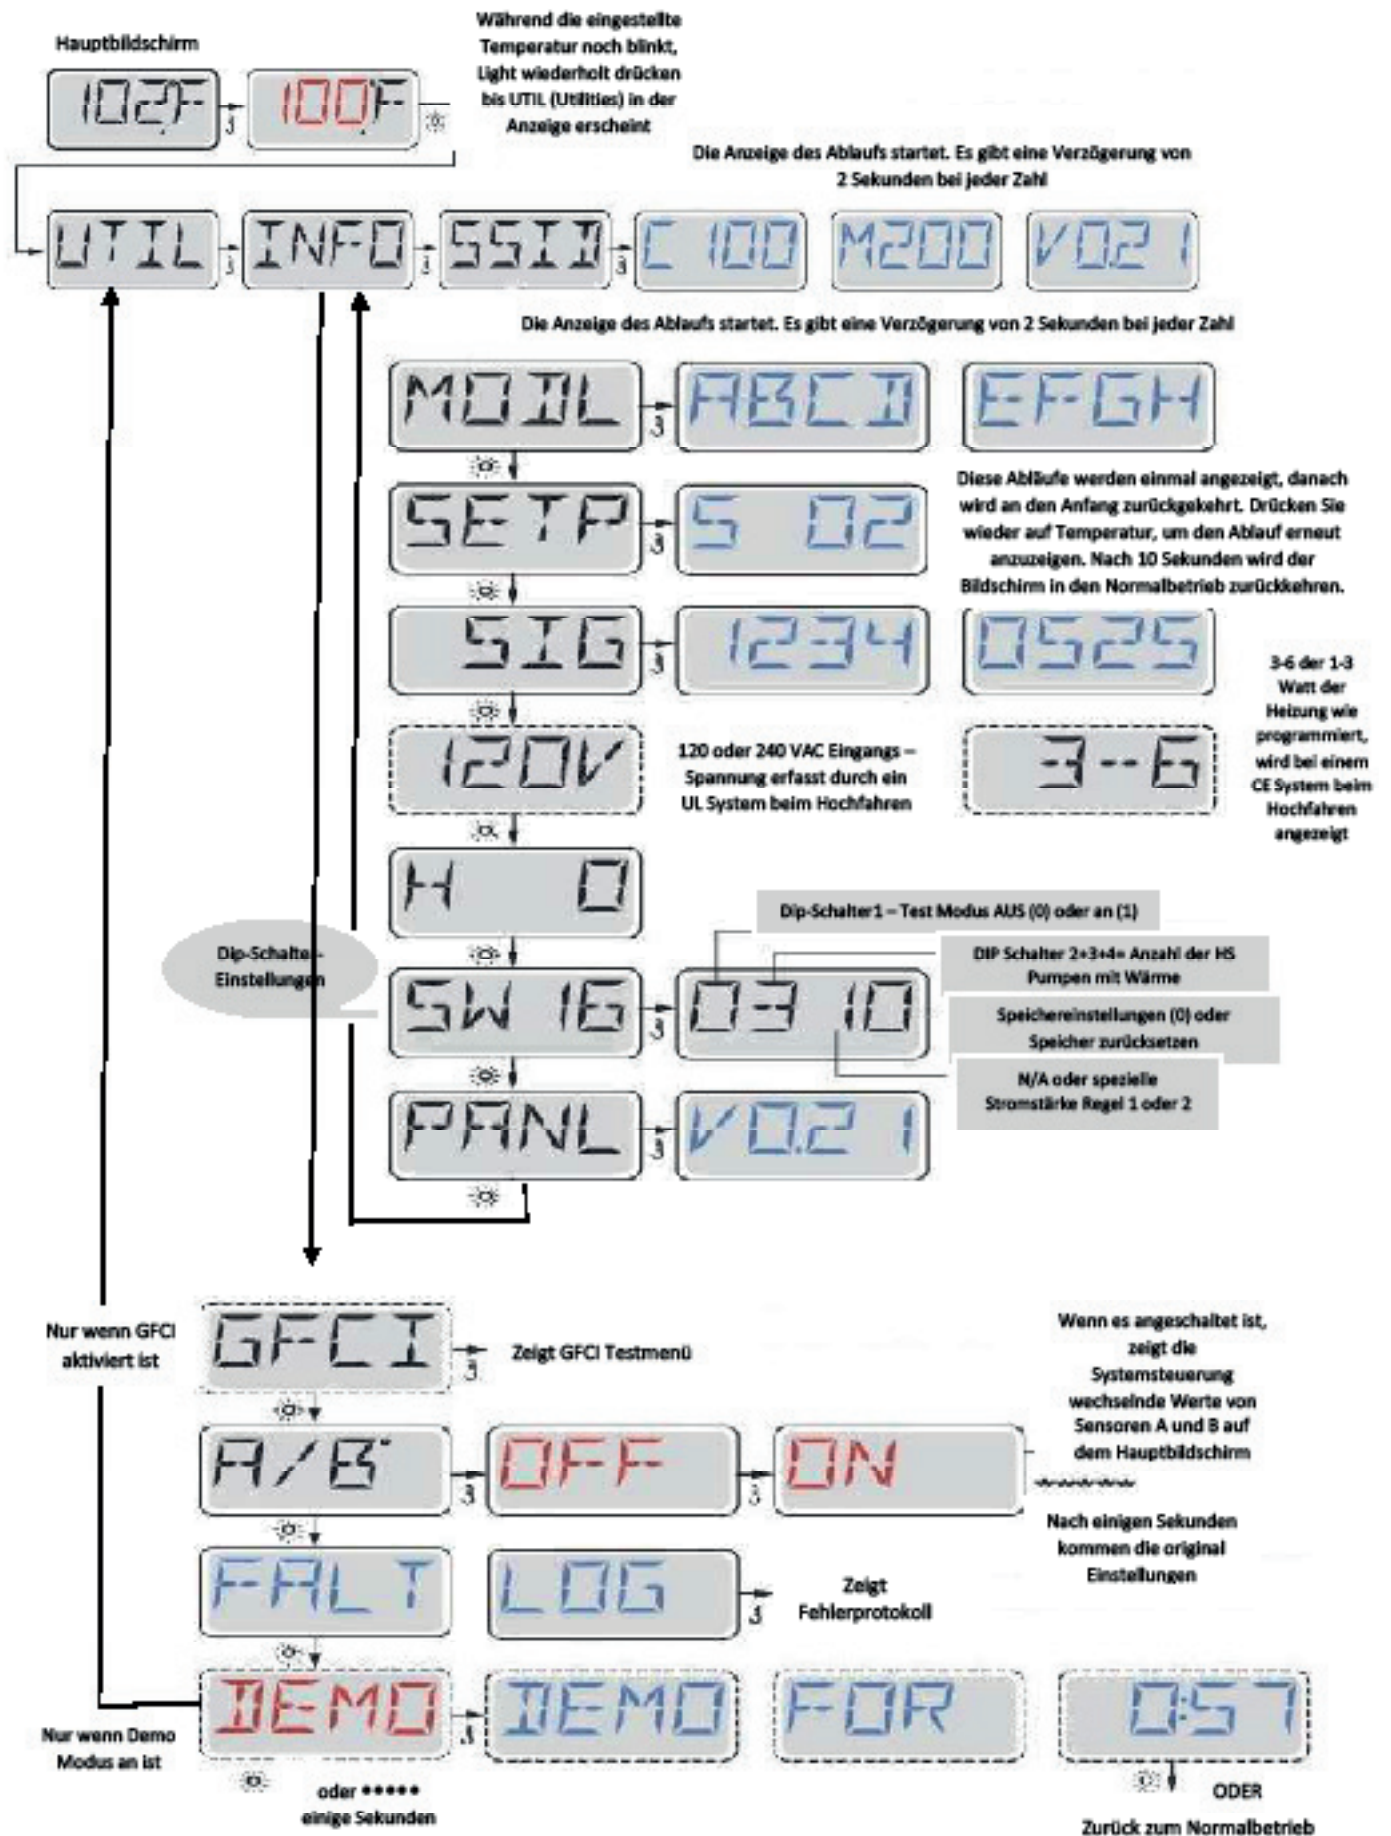 Hauptbildschirm
Während die eingestellte
Temperatur noch blinkt,
Light wiederholt drücken
bis UTIL (Utilities) in der
Anzeige erscheint
102°F
100°F
Die Anzeige des Ablaufs startet. Es gibt eine Verzögerung von
2 Sekunden bei jeder Zahl
UTIL
INFO
SSID
C 100
M200
V0.21
Die Anzeige des Ablaufs startet. Es gibt eine Verzögerung von 2 Sekunden bei jeder Zahl
MODL
ABCD
EFGH
SETP
S 02
Diese Abläufe werden einmal angezeigt, danach
wird an den Anfang zurückgekehrt. Drücken Sie
wieder auf Temperatur, um den Ablauf erneut
anzuzeigen. Nach 10 Sekunden wird der
Bildschirm in den Normalbetrieb zurückkehren.
SIG
1234
0525
120V
120 oder 240 VAC Eingangs –
Spannung erfasst durch ein
UL System beim Hochfahren
3--6
3-6 der 1-3
Watt der
Heizung wie
programmiert,
wird bei einem
CE System beim
Hochfahren
angezeigt
H 0
Dip-Schalter1 – Test Modus AUS (0) oder an (1)
Dip-Schalter-
Einstellungen
DIP Schalter 2+3+4= Anzahl der HS
Pumpen mit Wärme
SW 16
03 10
Speichereinstellungen (0) oder
Speicher zurücksetzen
N/A oder spezielle
Stromstärke Regel 1 oder 2
PANL
V0.21
Nur wenn GFCI
aktiviert ist
GFCI
Zeigt GFCI Testmenü
Wenn es angeschaltet ist,
zeigt die
Systemsteuerung
wechselnde Werte von
Sensoren A und B auf
dem Hauptbildschirm
A/B°
OFF
ON
Nach einigen Sekunden
kommen die original
Einstellungen
FALT
LOG
Zeigt
Fehlerprotokoll
DEMO
DEMO
FOR
0:57
Nur wenn Demo
Modus an ist
oder •••••
einige Sekunden
ODER
Zurück zum Normalbetrieb